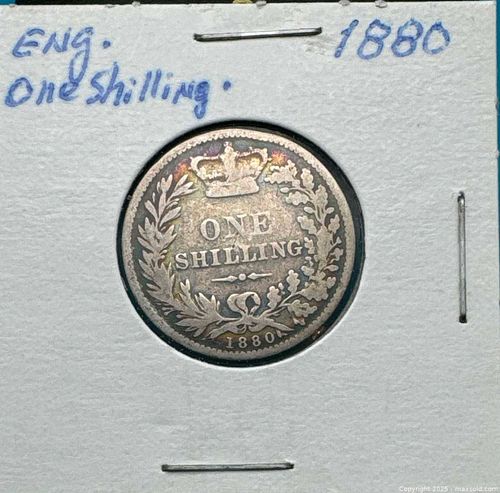 ENG.
1880
One Shilling.
ONE
SHILLING
1880
Copyright 2025 - maxsold.com